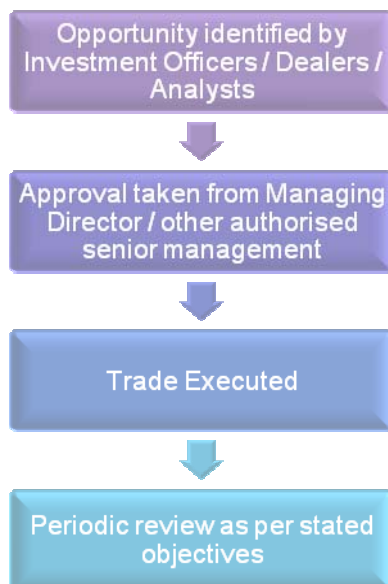 Opportunity identified by
Investment Officers / Dealers /
Analysts
Approval taken from Managing
Director / other authorised
senior management
Trade Executed
Periodic review as per stated
objectives